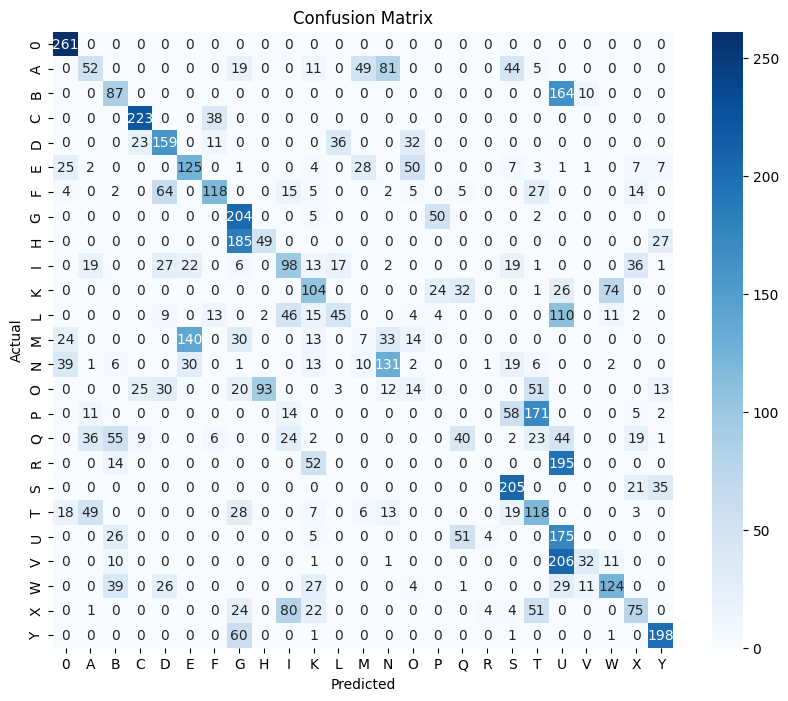 Confusion Matrix
Actual
0 261 0 0 0 0 0 0 0 0 0 0 0 0 0 0 0 0 0 0 0 0 0 0 0 0
A 0 52 0 0 0 0 0 19 0 0 11 0 49 81 0 0 0 0 44 5 0 0 0 0 0
B 0 0 87 0 0 0 0 0 0 0 0 0 0 0 0 0 0 0 0 0 164 10 0 0 0
C 0 0 0 223 0 0 38 0 0 0 0 0 0 0 0 0 0 0 0 0 0 0 0 0 0
D 0 0 0 23 159 0 11 0 0 0 0 36 0 0 32 0 0 0 0 0 0 0 0 0 0
E 25 2 0 0 0 125 0 1 0 0 4 0 28 0 50 0 0 0 7 3 1 1 0 7 7
F 4 0 2 0 64 0 118 0 0 15 5 0 0 2 5 0 5 0 0 27 0 0 0 14 0
G 0 0 0 0 0 0 0 204 0 0 5 0 0 0 0 50 0 0 0 2 0 0 0 0 0
H 0 0 0 0 0 0 0 185 49 0 0 0 0 0 0 0 0 0 0 0 0 0 0 0 27
I 0 19 0 0 27 22 0 6 0 98 13 17 0 2 0 0 0 0 19 1 0 0 0 36 1
K 0 0 0 0 0 0 0 0 0 0 104 0 0 0 0 24 32 0 0 1 26 0 74 0 0
L 0 0 0 0 9 0 13 0 2 46 15 45 0 0 4 4 0 0 0 0 110 0 11 2 0
M 24 0 0 0 0 140 0 30 0 0 13 0 7 33 14 0 0 0 0 0 0 0 0 0 0
N 39 1 6 0 0 30 0 1 0 0 13 0 10 131 2 0 0 1 19 6 0 0 2 0 0
O 0 0 0 25 30 0 0 20 93 0 0 3 0 12 14 0 0 0 0 51 0 0 0 0 13
P 0 11 0 0 0 0 0 0 0 14 0 0 0 0 0 0 0 0 58 171 0 0 0 5 2
Q 0 36 55 9 0 0 6 0 0 24 2 0 0 0 0 0 40 0 2 23 44 0 0 19 1
R 0 0 14 0 0 0 0 0 0 0 52 0 0 0 0 0 0 0 0 0 195 0 0 0 0
S 0 0 0 0 0 0 0 0 0 0 0 0 0 0 0 0 0 0 205 0 0 0 0 21 35
T 18 49 0 0 0 0 0 28 0 0 7 0 6 13 0 0 0 0 19 118 0 0 0 3 0
U 0 0 26 0 0 0 0 0 0 0 5 0 0 0 0 0 51 4 0 0 175 0 0 0 0
V 0 0 10 0 0 0 0 0 0 0 1 0 0 1 0 0 0 0 0 0 206 32 11 0 0
W 0 0 39 0 26 0 0 0 0 0 27 0 0 0 4 0 1 0 0 0 29 11 124 0 0
X 0 1 0 0 0 0 0 24 0 80 22 0 0 0 0 0 0 4 4 51 0 0 0 75 0
Y 0 0 0 0 0 0 0 60 0 0 1 0 0 0 0 0 0 0 1 0 0 0 1 0 198
0 A B C D E F G H I K L M N O P Q R S T U V W X Y
Predicted
250
200
150
100
50
0